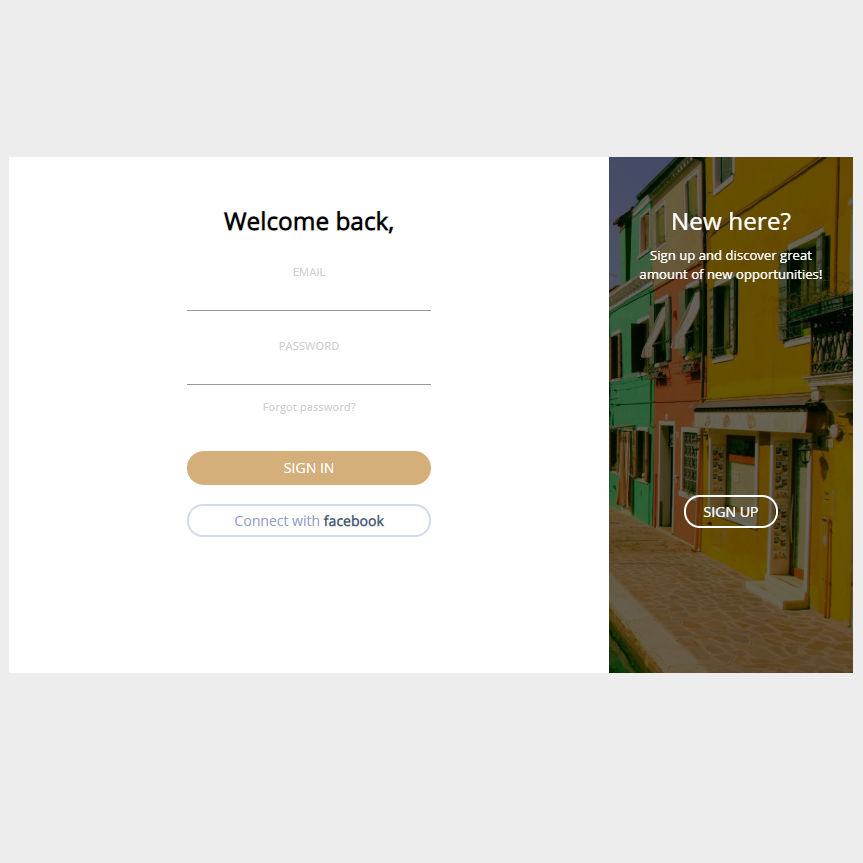 Welcome back,
EMAIL
PASSWORD
Forgot password?
SIGN IN
Connect with facebook
New here?
Sign up and discover great
amount of new opportunities!
SIGN UP